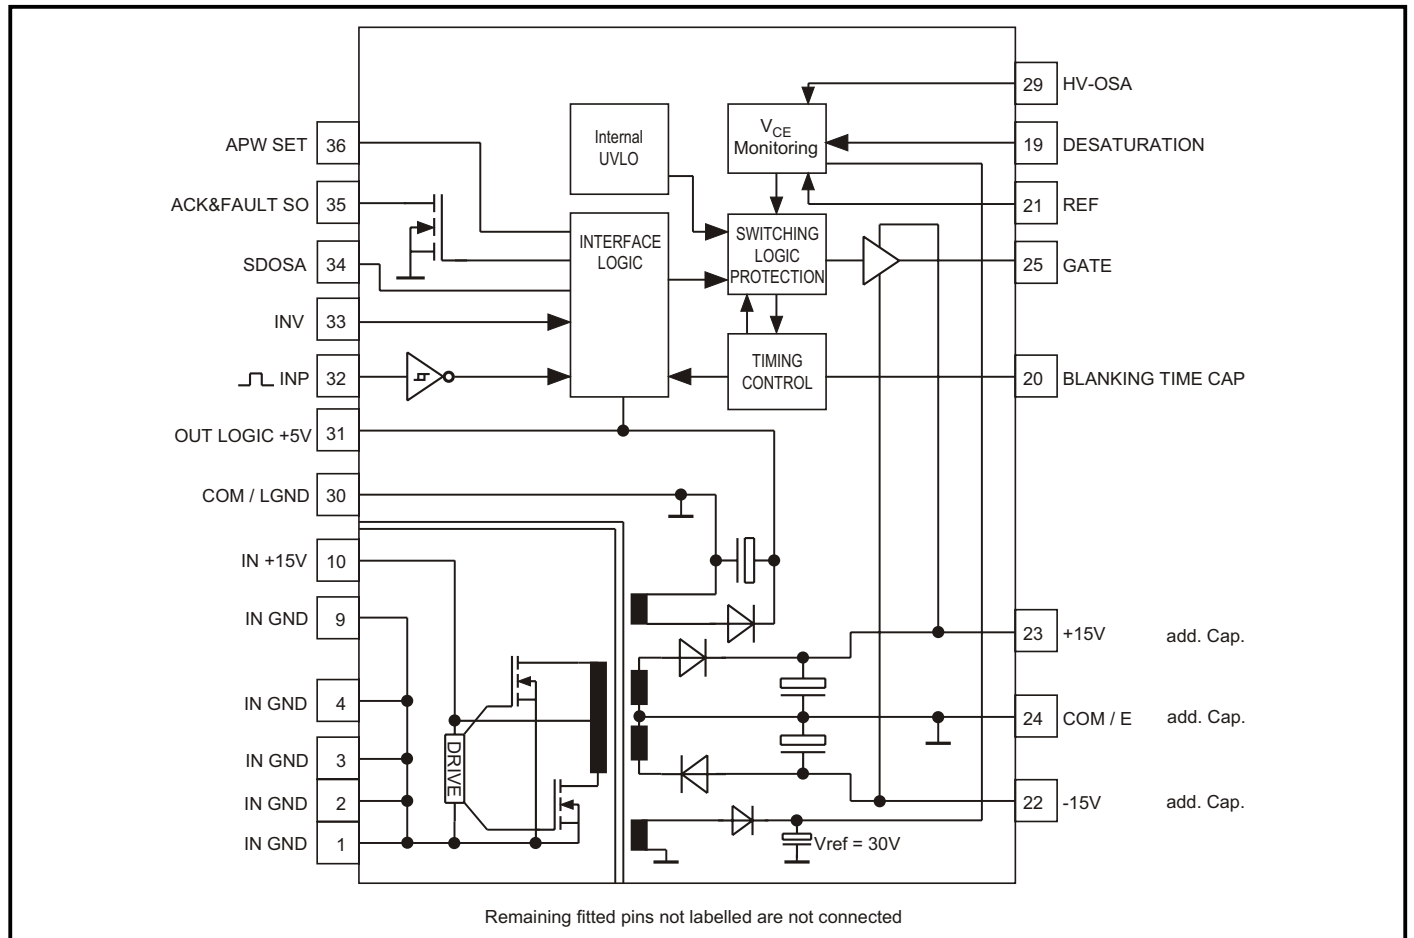 29 HV-OSA
APW SET 36
Internal
UVLO
VCE
Monitoring
19 DESATURATION
ACK&FAULT SO 35
21 REF
INTERFACE
LOGIC
SWITCHING
LOGIC
PROTECTION
SDOSA 34
25 GATE
INV 33
INP 32
TIMING
CONTROL
20 BLANKING TIME CAP
OUT LOGIC +5V 31
COM / LGND 30
IN +15V 10
IN GND 9
23 +15V add. Cap.
IN GND 4
24 COM / E add. Cap.
IN GND 3
DRIVE
IN GND 2
22 -15V add. Cap.
IN GND 1
Vref = 30V
Remaining fitted pins not labelled are not connected